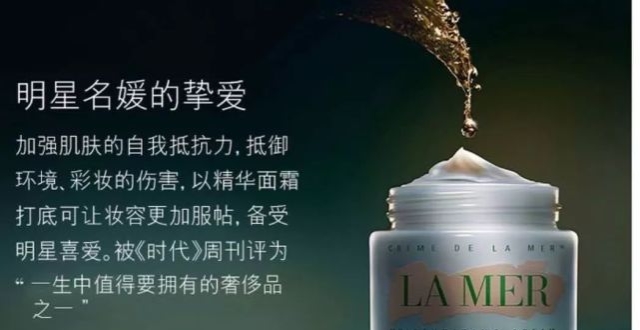 明星名媛的挚爱
加强肌肤的自我抵抗力, 抵御
环境、彩妆的伤害, 以精华面霜
打底可让妆容更加服帖, 备受
明星喜爱。被《时代》周刊评为
“ 一生中值得要拥有的奢侈品
之一 ”
CRÈME DE LA MER™
LA MER